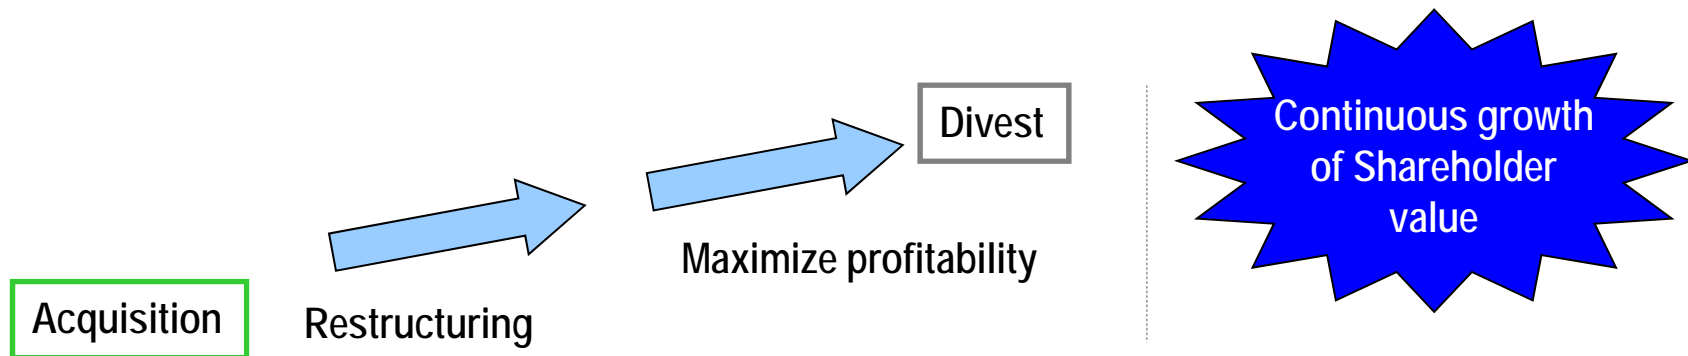 Acquisition
Restructuring
Maximize profitability
Divest
Continuous growth
of Shareholder
value